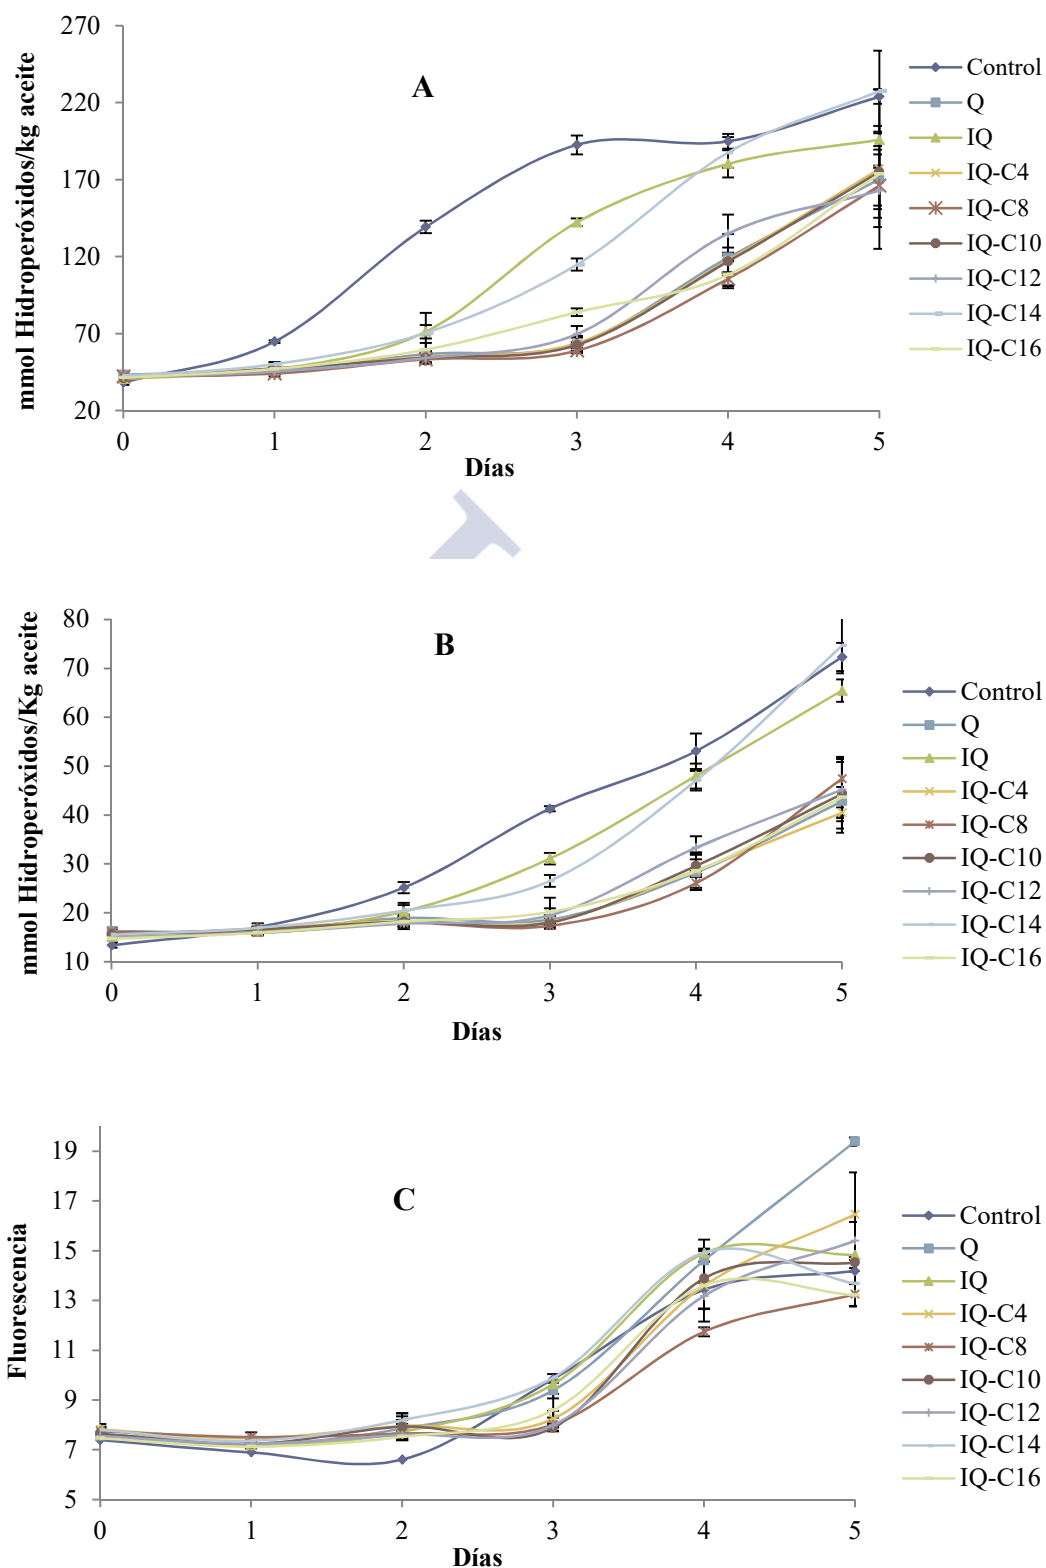 A
mmol Hidroperóxidos/kg aceite
270
220
170
120
70
20
0 1 2 3 4 5
Días
Control
Q
IQ
IQ-C4
IQ-C8
IQ-C10
IQ-C12
IQ-C14
IQ-C16
B
mmol Hidroperóxidos/Kg aceite
80
70
60
50
40
30
20
10
0 1 2 3 4 5
Días
Control
Q
IQ
IQ-C4
IQ-C8
IQ-C10
IQ-C12
IQ-C14
IQ-C16
C
Fluorescencia
19
17
15
13
11
9
7
5
0 1 2 3 4 5
Días
Control
Q
IQ
IQ-C4
IQ-C8
IQ-C10
IQ-C12
IQ-C14
IQ-C16